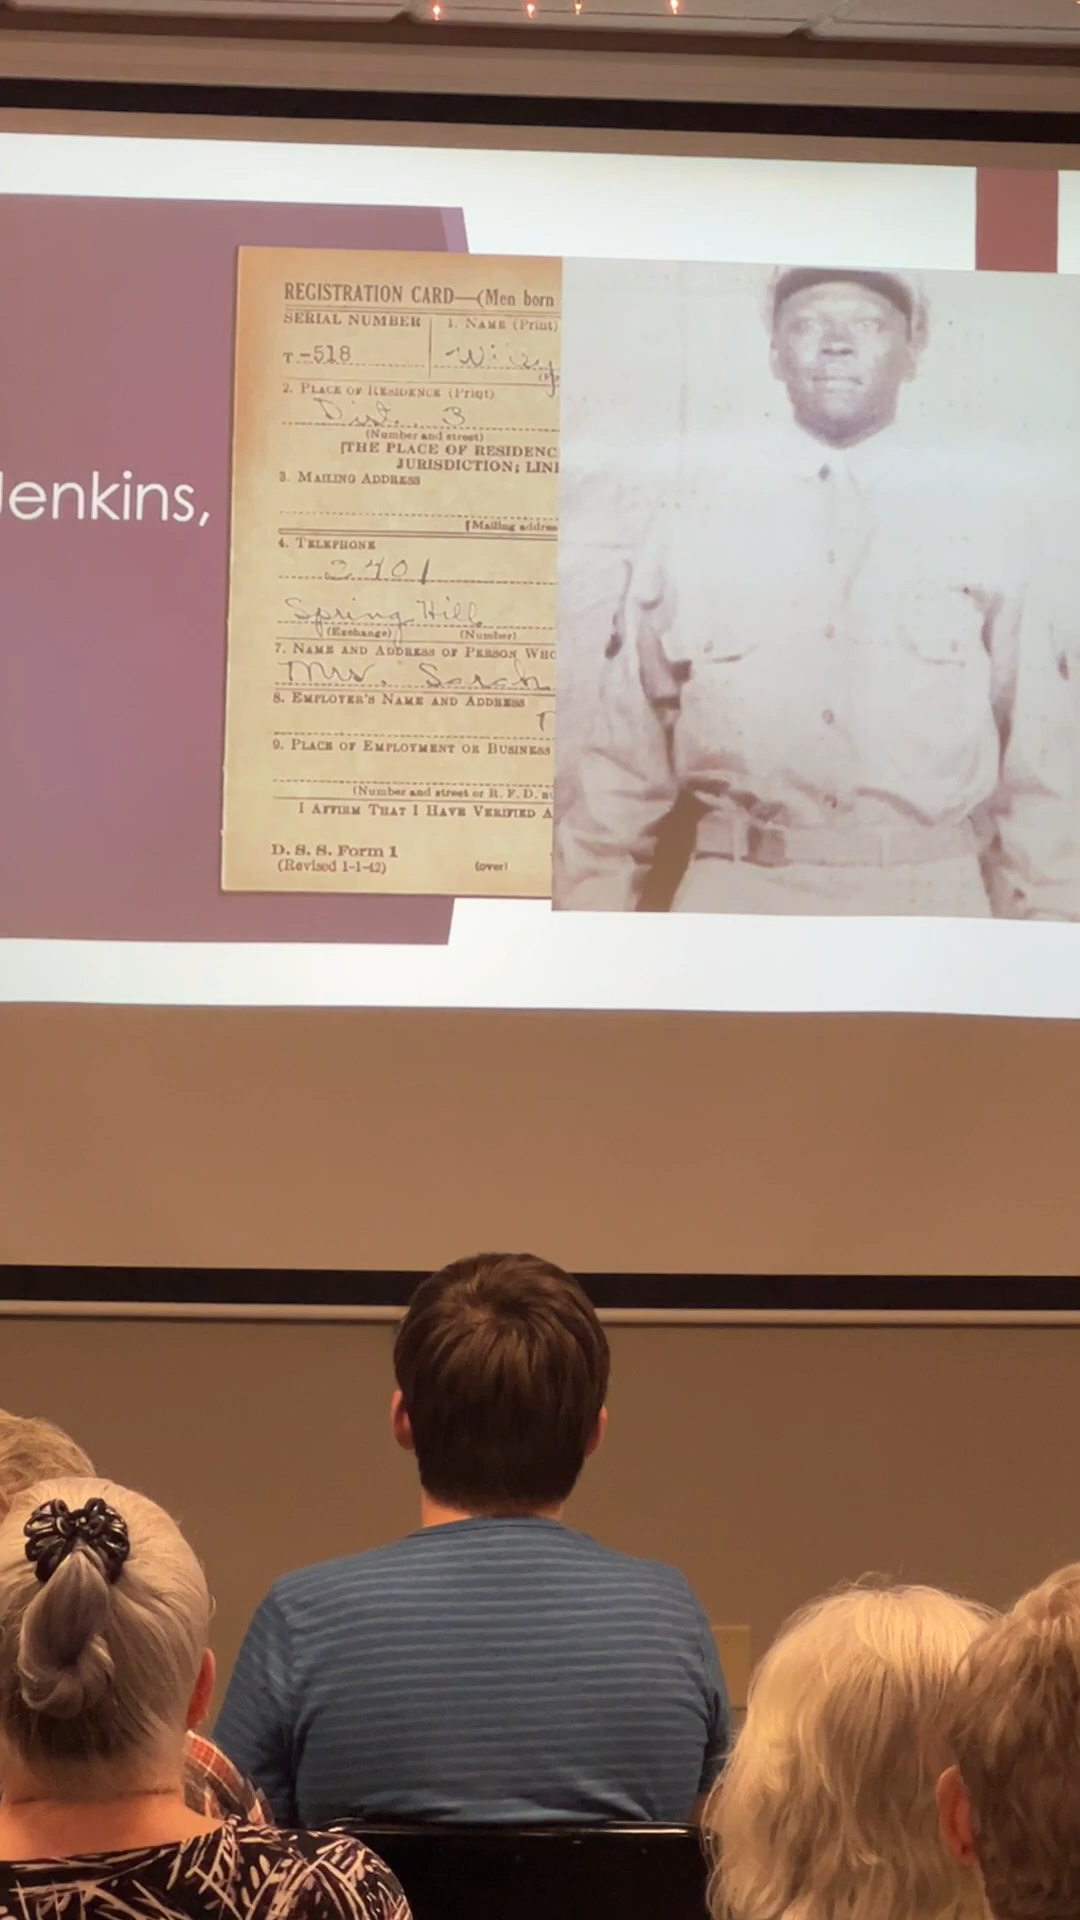 Jenkins,
REGISTRATION CARD—(Men born
SERIAL NUMBER
1. NAME (Print)
T-518
Wiley
2. PLACE OF RESIDENCE (Print)
Dist. 3
(Number and street)
[THE PLACE OF RESIDENC
JURISDICTION; LIN
3. MAILING ADDRESS
[Mailing addres
4. TELEPHONE
2401
Spring Hill
(Exchange) (Number)
7. NAME AND ADDRESS OF PERSON WHO
Mrs. Sarah
8. EMPLOYER'S NAME AND ADDRESS
9. PLACE OF EMPLOYMENT OR BUSINESS
(Number and street or R. F. D. nu
I AFFIRM THAT I HAVE VERIFIED A
D. S. S. Form 1
(Revised 1-1-42) (over)